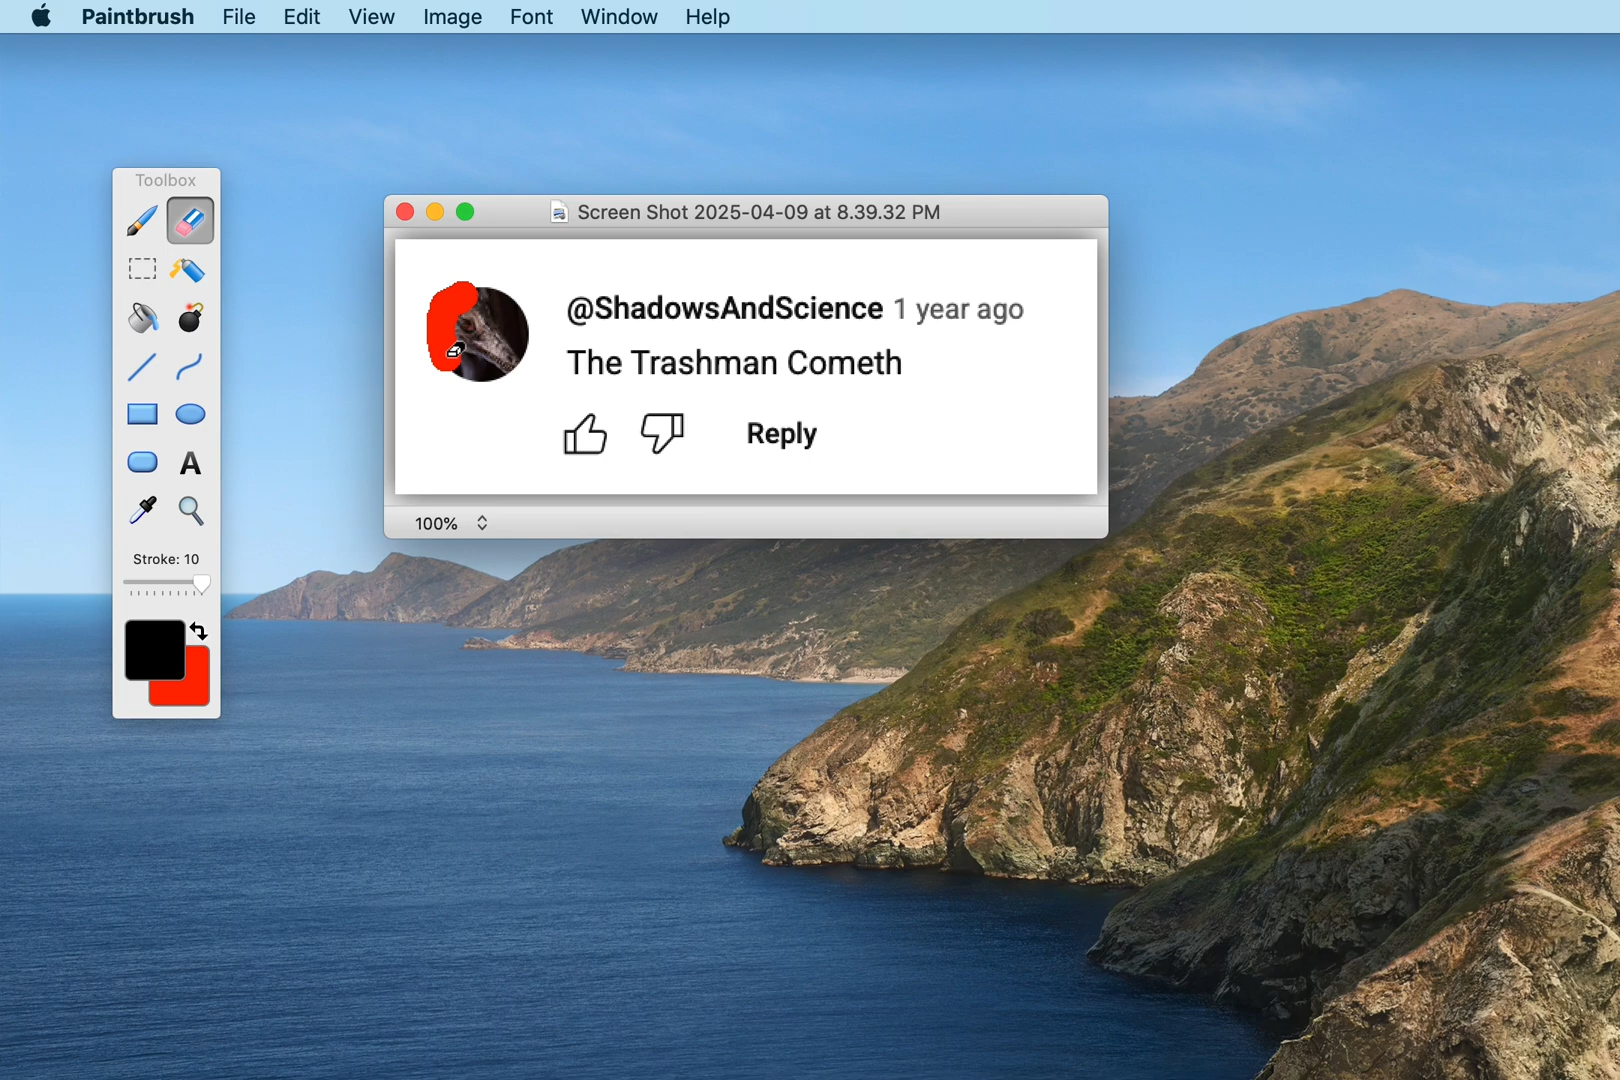 Paintbrush File Edit View Image Font Window Help
Toolbox
A
Stroke: 10
Screen Shot 2025-04-09 at 8.39.32 PM
@ShadowsAndScience 1 year ago
The Trashman Cometh
Reply
100%